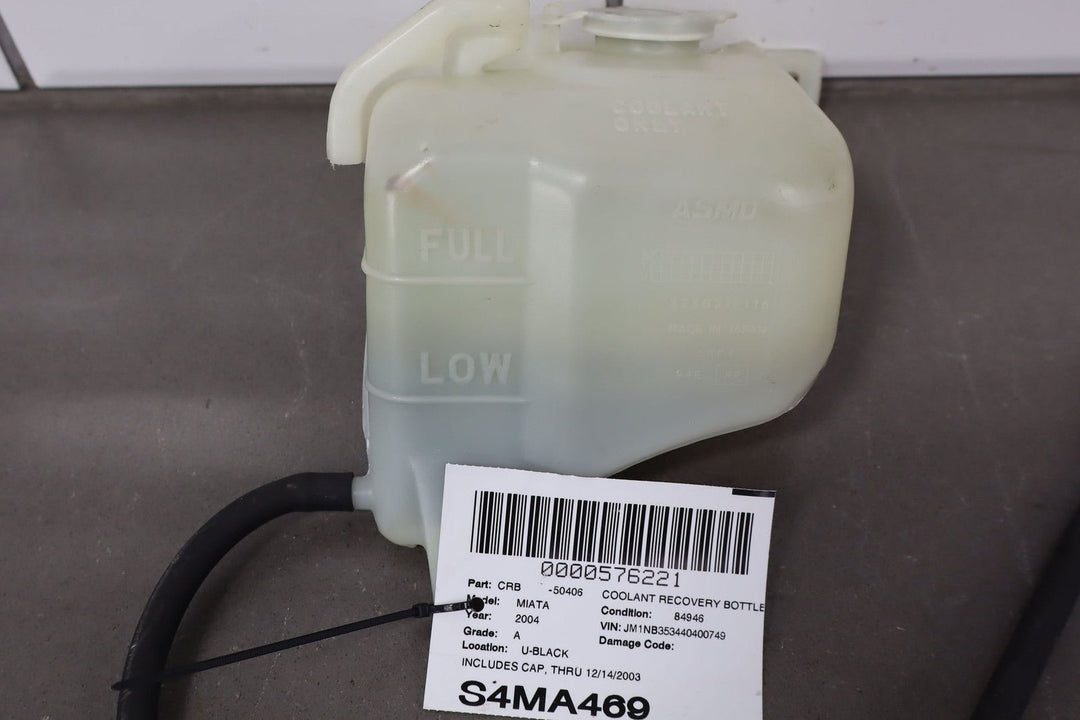 COOLANT
ONLY
ASMO
FULL
MADE IN JAPAN
LOW
0000576221
Part: CRB -50406 COOLANT RECOVERY BOTTLE
Model: MIATA Condition: 84946
Year: 2004 VIN: JM1NB353440400749
Grade: A Damage Code:
Location: U-BLACK
INCLUDES CAP, THRU 12/14/2003
S4MA469